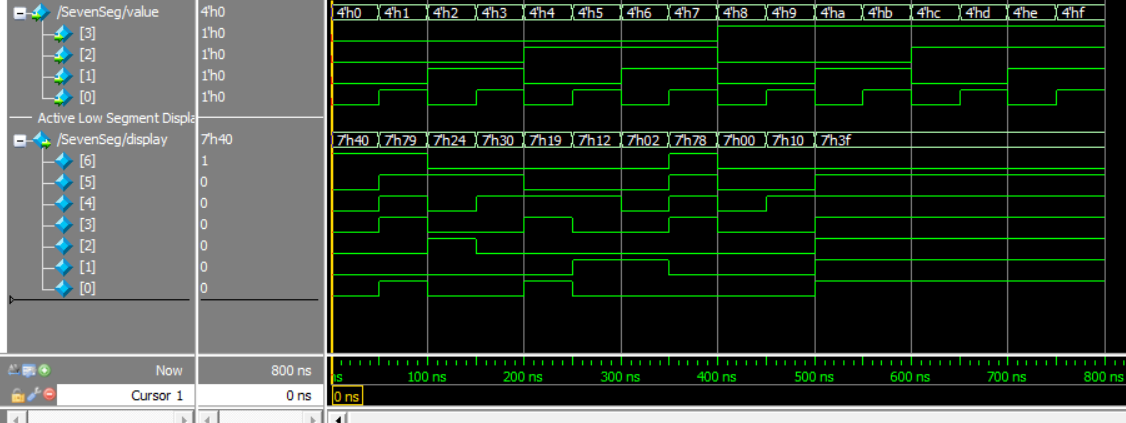 /SevenSeg/value 4'h0 4'h0 4'h1 4'h2 4'h3 4'h4 4'h5 4'h6 4'h7 4'h8 4'h9 4'ha 4'hb 4'hc 4'hd 4'he 4'hf
[3] 1'h0
[2] 1'h0
[1] 1'h0
[0] 1'h0
Active Low Segment Displa
/SevenSeg/display 7'h40 7'h40 7'h79 7'h24 7'h30 7'h19 7'h12 7'h02 7'h78 7'h00 7'h10 7'h3f
[6] 1
[5] 0
[4] 0
[3] 0
[2] 0
[1] 0
[0] 0
Now 800 ns ns 100 ns 200 ns 300 ns 400 ns 500 ns 600 ns 700 ns 800 ns
Cursor 1 0 ns 0 ns